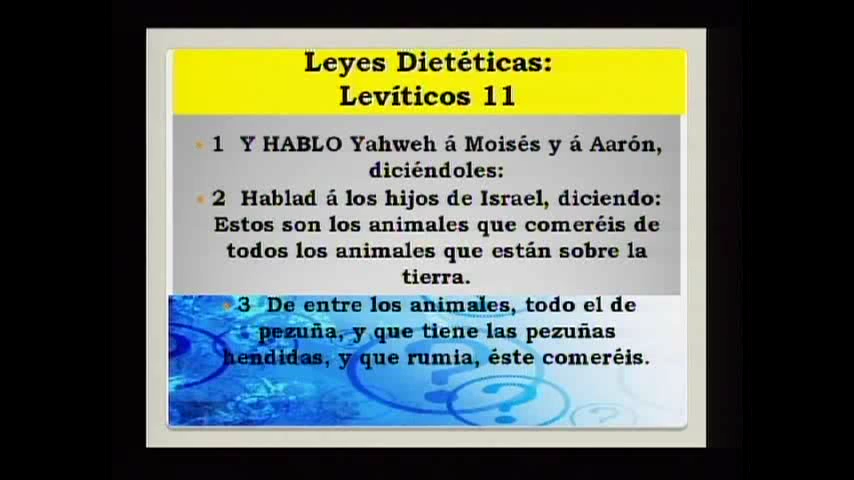 Leyes Dietéticas:
Levíticos 11
• 1 Y HABLO Yahweh á Moisés y á Aarón,
diciéndoles:
• 2 Hablad á los hijos de Israel, diciendo:
Estos son los animales que comeréis de
todos los animales que están sobre la
tierra.
• 3 De entre los animales, todo el de
pezuña, y que tiene las pezuñas
hendidas, y que rumia, éste comeréis.